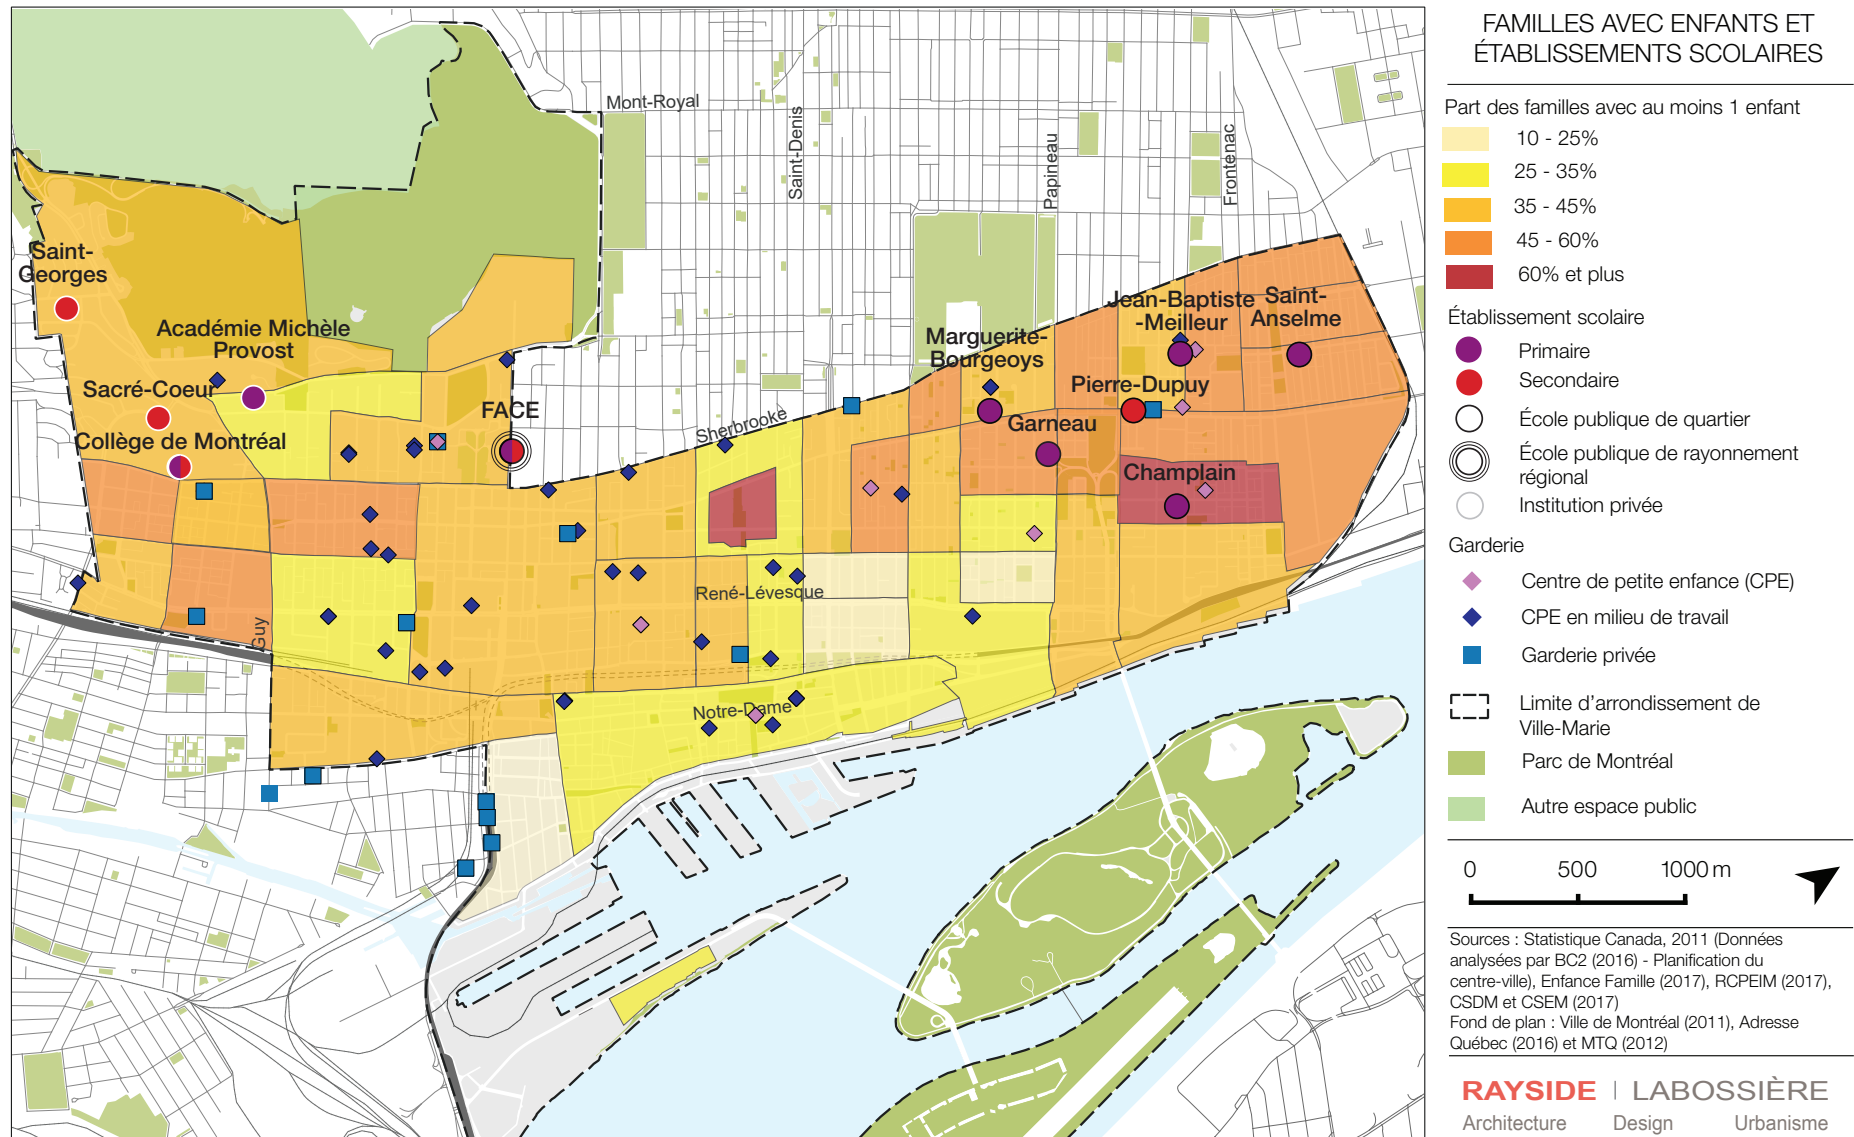 FAMILLES AVEC ENFANTS ET
ÉTABLISSEMENTS SCOLAIRES
Part des familles avec au moins 1 enfant
10 - 25%
25 - 35%
35 - 45%
45 - 60%
60% et plus
Établissement scolaire
Primaire
Secondaire
École publique de quartier
École publique de rayonnement
régional
Institution privée
Garderie
Centre de petite enfance (CPE)
CPE en milieu de travail
Garderie privée
Limite d'arrondissement de
Ville-Marie
Parc de Montréal
Autre espace public
0 500 1000 m
Sources : Statistique Canada, 2011 (Données
analysées par BC2 (2016) - Planification du
centre-ville), Enfance Famille (2017), RCPEIM (2017),
CSDM et CSEM (2017)
Fond de plan : Ville de Montréal (2011), Adresse
Québec (2016) et MTQ (2012)
RAYSIDE | LABOSSIÈRE
Architecture Design Urbanisme
Mont-Royal
Saint-Denis
Papineau
Frontenac
Saint-
Georges
Académie Michèle
Provost
Sacré-Coeur
Collège de Montréal
FACE
Sherbrooke
Marguerite-
Bourgeoys
Jean-Baptiste
-Meilleur
Saint-
Anselme
Pierre-Dupuy
Garneau
Champlain
René-Lévesque
Guy
Notre-Dame